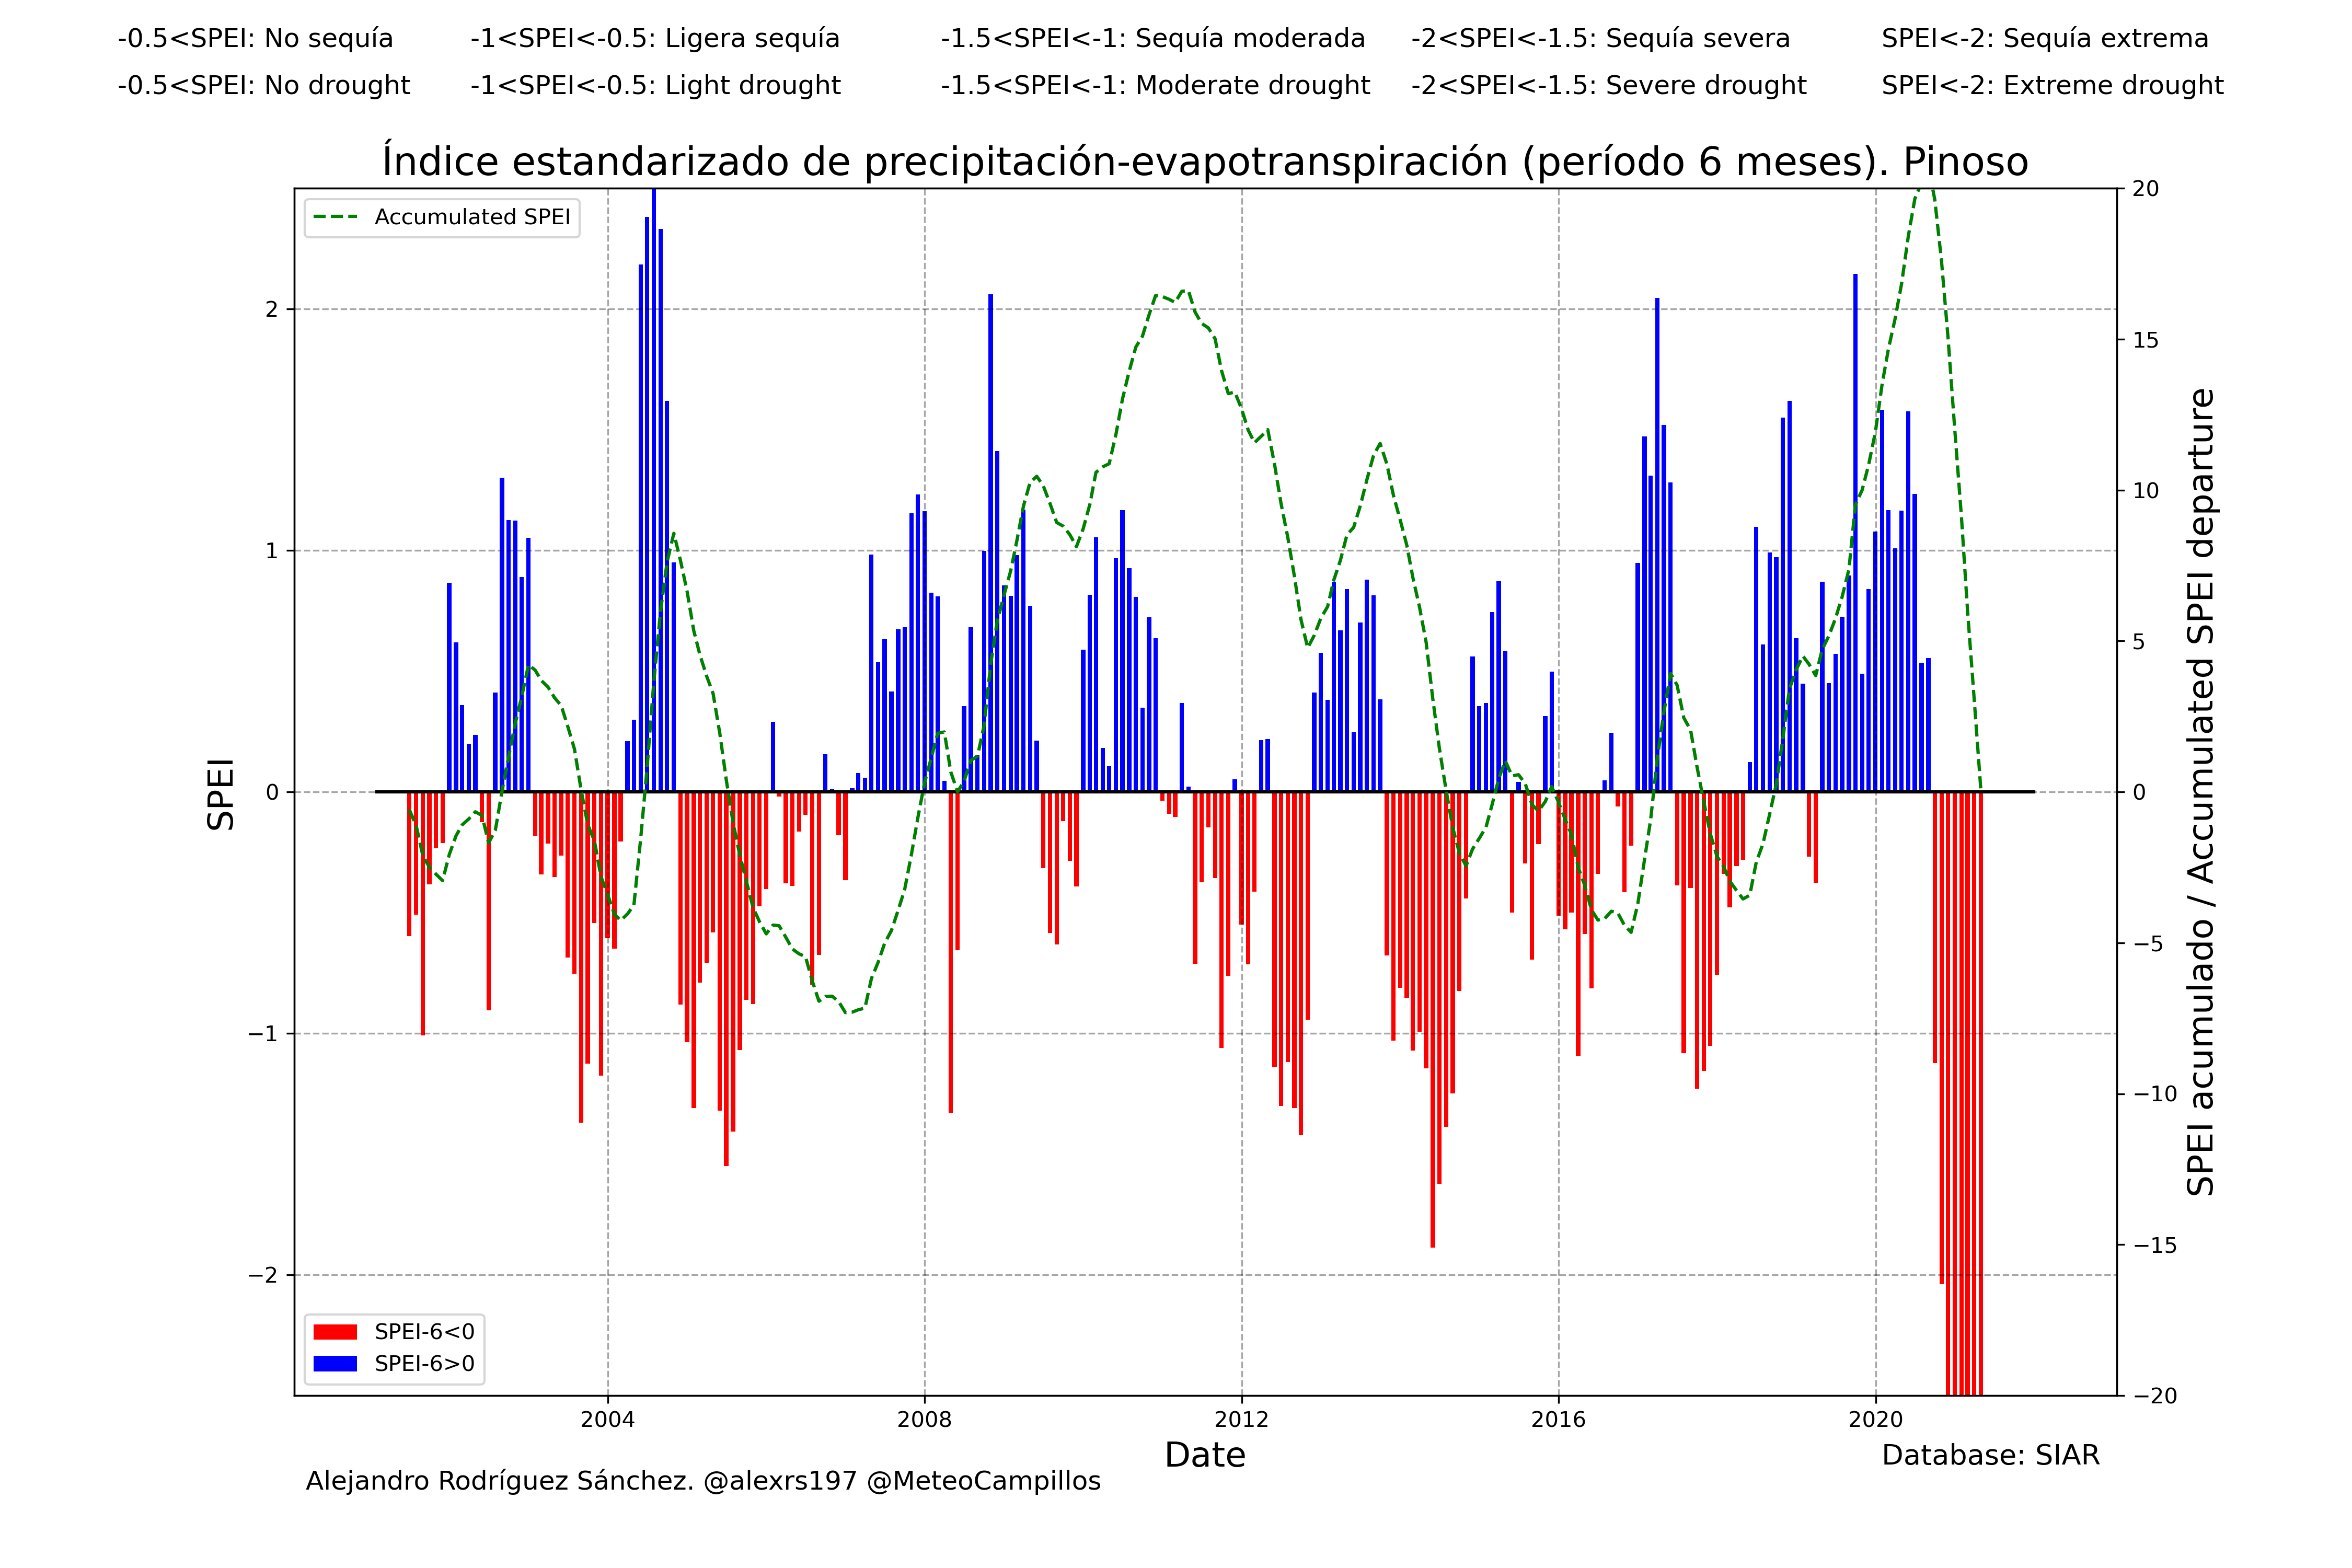 -0.5<SPEI: No sequía -1<SPEI<-0.5: Ligera sequía -1.5<SPEI<-1: Sequía moderada -2<SPEI<-1.5: Sequía severa SPEI<-2: Sequía extrema
-0.5<SPEI: No drought -1<SPEI<-0.5: Light drought -1.5<SPEI<-1: Moderate drought -2<SPEI<-1.5: Severe drought SPEI<-2: Extreme drought
Índice estandarizado de precipitación-evapotranspiración (período 6 meses). Pinoso
Accumulated SPEI
SPEI
2
1
0
−1
−2
20
15
10
5
0
−5
−10
−15
−20
SPEI acumulado / Accumulated SPEI departure
SPEI-6<0
SPEI-6>0
2004 2008 2012 2016 2020
Date
Database: SIAR
Alejandro Rodríguez Sánchez. @alexrs197 @MeteoCampillos